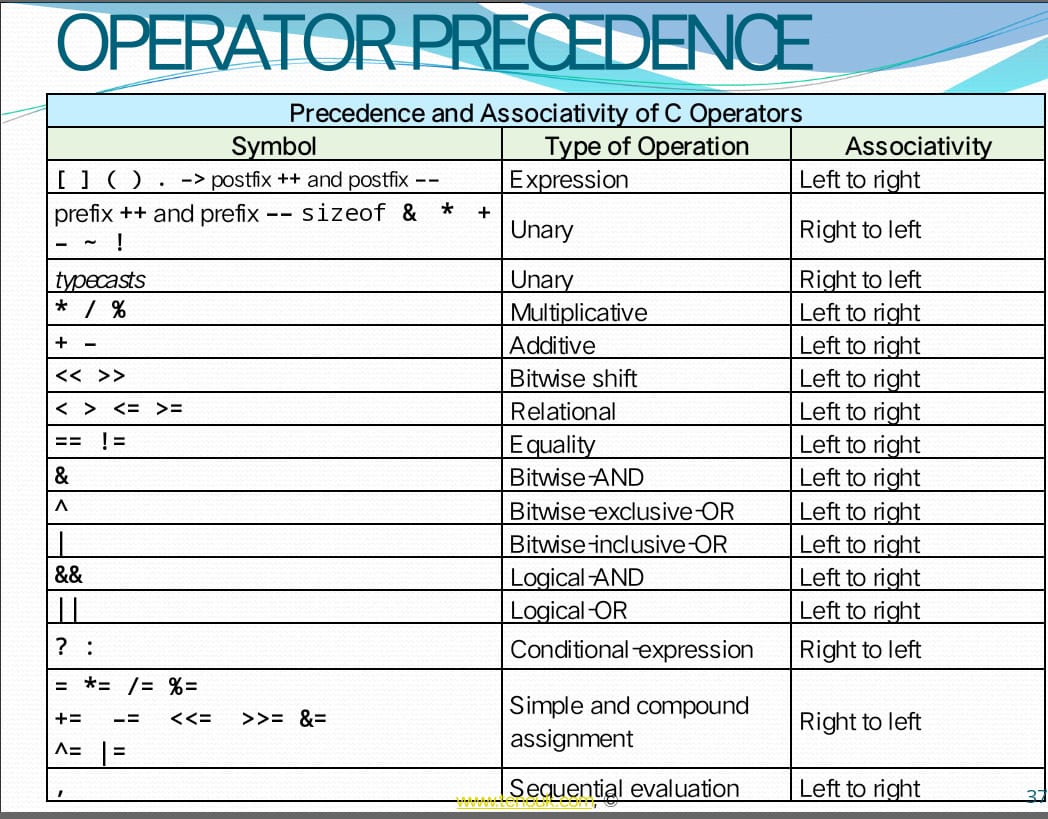 OPERATOR PRECEDENCE
Precedence and Associativity of C Operators
Symbol Type of Operation Associativity
[ ] ( ) . –> postfix ++ and postfix –– Expression Left to right
prefix ++ and prefix –– sizeof & * +
– ~ ! Unary Right to left
typecasts Unary Right to left
* / % Multiplicative Left to right
+ – Additive Left to right
<< >> Bitwise shift Left to right
< > <= >= Relational Left to right
== != Equality Left to right
& Bitwise-AND Left to right
^ Bitwise-exclusive-OR Left to right
| Bitwise-inclusive-OR Left to right
&& Logical-AND Left to right
|| Logical-OR Left to right
? : Conditional-expression Right to left
= *= /= %=
+= –= <<= >>= &=
^= |=
Simple and compound
assignment
Right to left
, Sequential evaluation Left to right
www.tenouk.com, ©
37